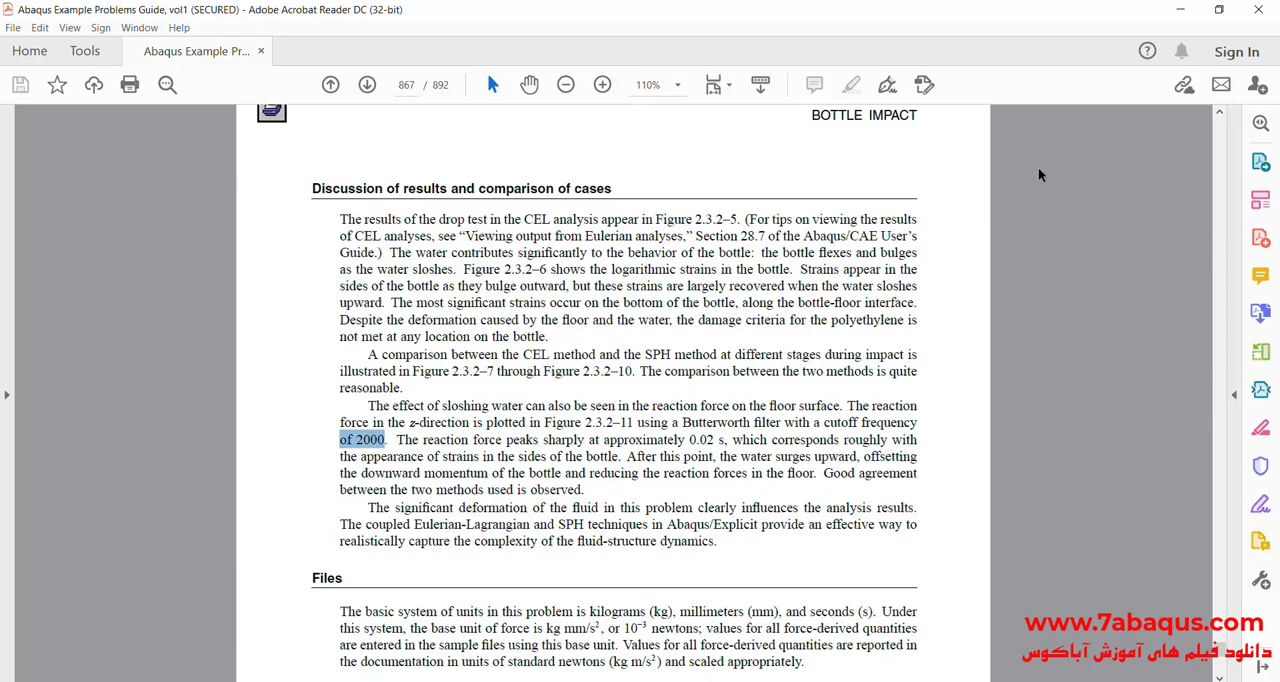 Abaqus Example Problems Guide, vol1 (SECURED) - Adobe Acrobat Reader DC (32-bit)
File Edit View Sign Window Help
Home Tools Abaqus Example Pr... ×
Sign In
867 / 892
110%
BOTTLE IMPACT
Discussion of results and comparison of cases
The results of the drop test in the CEL analysis appear in Figure 2.3.2–5. (For tips on viewing the results
of CEL analyses, see “Viewing output from Eulerian analyses,” Section 28.7 of the Abaqus/CAE User’s
Guide.) The water contributes significantly to the behavior of the bottle: the bottle flexes and bulges
as the water sloshes. Figure 2.3.2–6 shows the logarithmic strains in the bottle. Strains appear in the
sides of the bottle as they bulge outward, but these strains are largely recovered when the water sloshes
upward. The most significant strains occur on the bottom of the bottle, along the bottle-floor interface.
Despite the deformation caused by the floor and the water, the damage criteria for the polyethylene is
not met at any location on the bottle.
A comparison between the CEL method and the SPH method at different stages during impact is
illustrated in Figure 2.3.2–7 through Figure 2.3.2–10. The comparison between the two methods is quite
reasonable.
The effect of sloshing water can also be seen in the reaction force on the floor surface. The reaction
force in the z-direction is plotted in Figure 2.3.2–11 using a Butterworth filter with a cutoff frequency
of 2000. The reaction force peaks sharply at approximately 0.02 s, which corresponds roughly with
the appearance of strains in the sides of the bottle. After this point, the water surges upward, offsetting
the downward momentum of the bottle and reducing the reaction forces in the floor. Good agreement
between the two methods used is observed.
The significant deformation of the fluid in this problem clearly influences the analysis results.
The coupled Eulerian-Lagrangian and SPH techniques in Abaqus/Explicit provide an effective way to
realistically capture the complexity of the fluid-structure dynamics.
Files
The basic system of units in this problem is kilograms (kg), millimeters (mm), and seconds (s). Under
this system, the base unit of force is kg mm/s², or 10⁻³ newtons; values for all force-derived quantities
are entered in the sample files using this base unit. Values for all force-derived quantities are reported in
the documentation in units of standard newtons (kg m/s²) and scaled appropriately.
www.7abaqus.com
دانلود فیلم های آموزش آباکوس